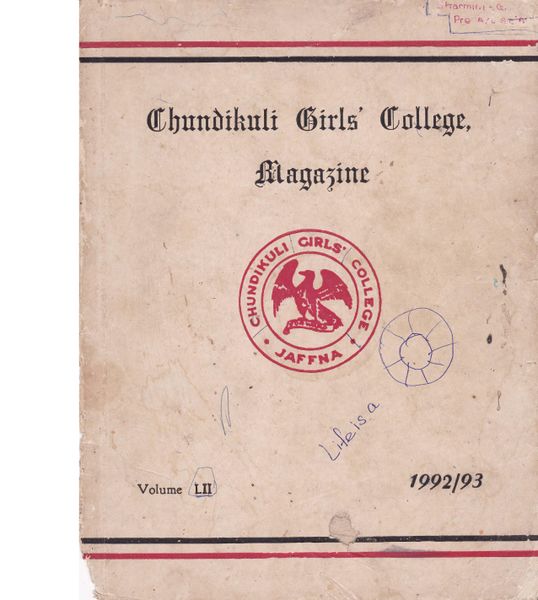 Chundikuli Girls' College,
Magazine
CHUNDIKULI GIRLS' COLLEGE
JAFFNA
Life is a
Volume LII
1992/93